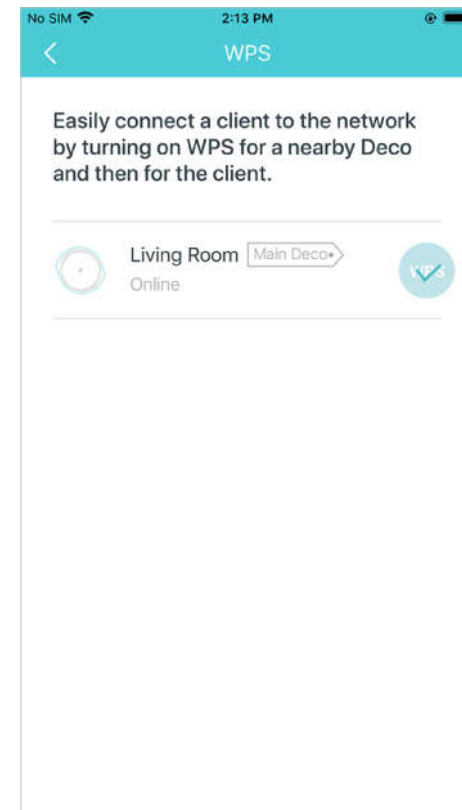 No SIM
2:13 PM
WPS
Easily connect a client to the network
by turning on WPS for a nearby Deco
and then for the client.
Living Room
Main Deco
Online
WPS